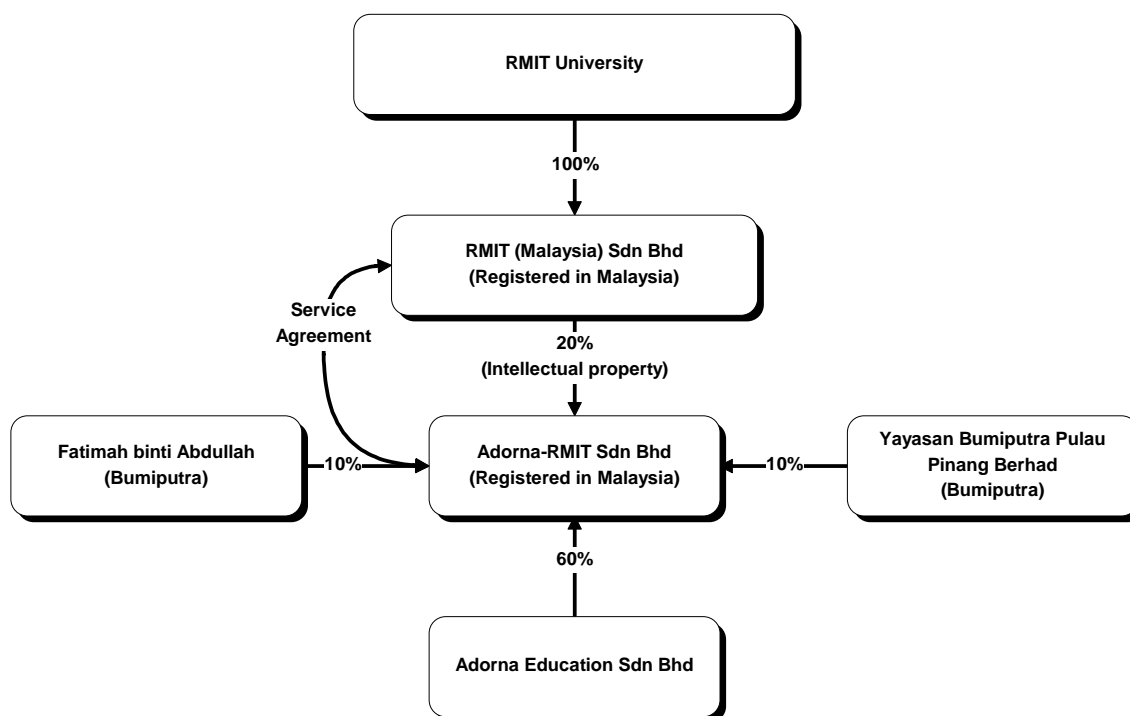 RMIT University
100%
RMIT (Malaysia) Sdn Bhd
(Registered in Malaysia)
Service
Agreement
20%
(Intellectual property)
Fatimah binti Abdullah
(Bumiputra)
10%
Adorna-RMIT Sdn Bhd
(Registered in Malaysia)
10%
Yayasan Bumiputra Pulau
Pinang Berhad
(Bumiputra)
60%
Adorna Education Sdn Bhd